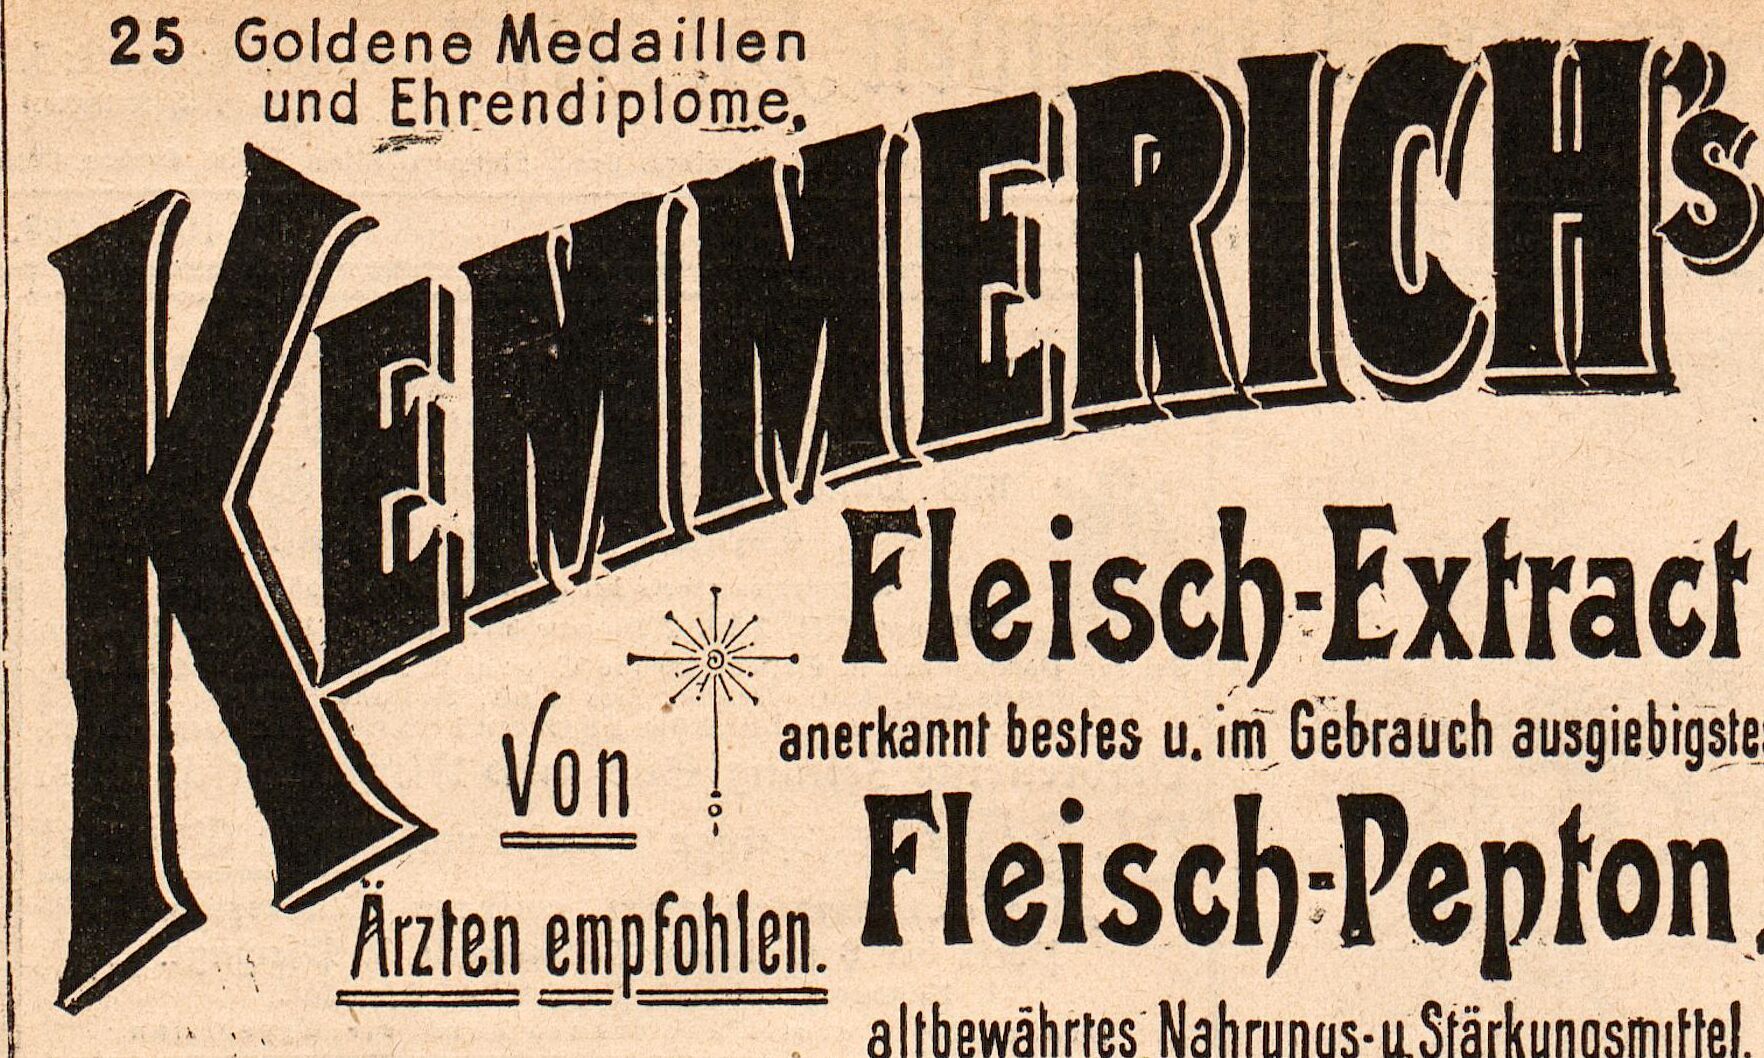 25 Goldene Medaillen
und Ehrendiplome,
KEMMERICH's
Fleisch-Extract
anerkannt bestes u. im Gebrauch ausgiebigstes
Von
Fleisch-Pepton,
Ärzten empfohlen.
altbewährtes Nahrungs- u. Stärkungsmittel.